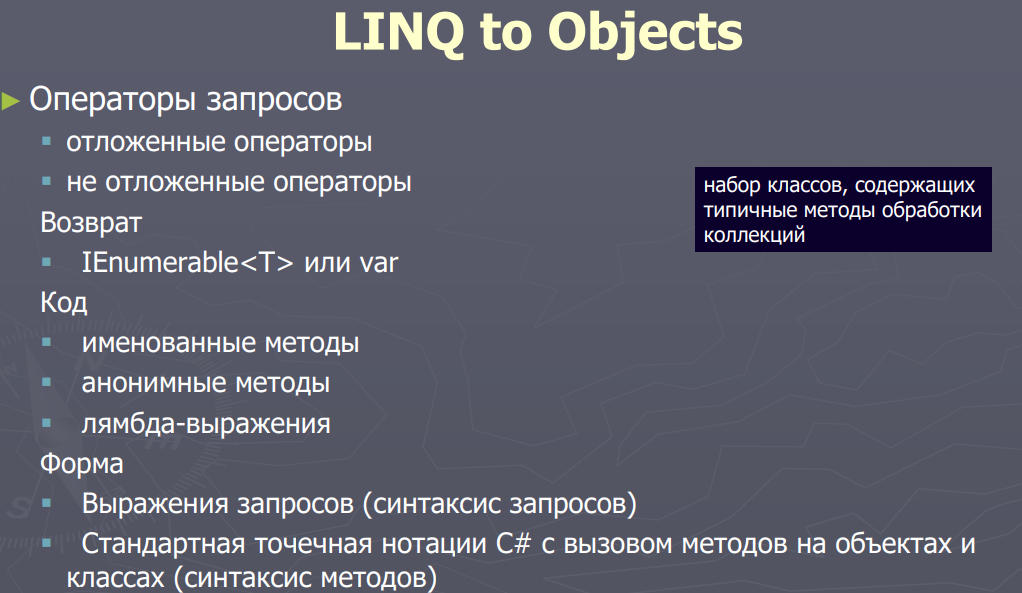 LINQ to Objects
Операторы запросов
отложенные операторы
не отложенные операторы
набор классов, содержащих
типичные методы обработки
коллекций
Возврат
IEnumerable<T> или var
Код
именованные методы
анонимные методы
лямбда-выражения
Форма
Выражения запросов (синтаксис запросов)
Стандартная точечная нотации C# с вызовом методов на объектах и
классах (синтаксис методов)